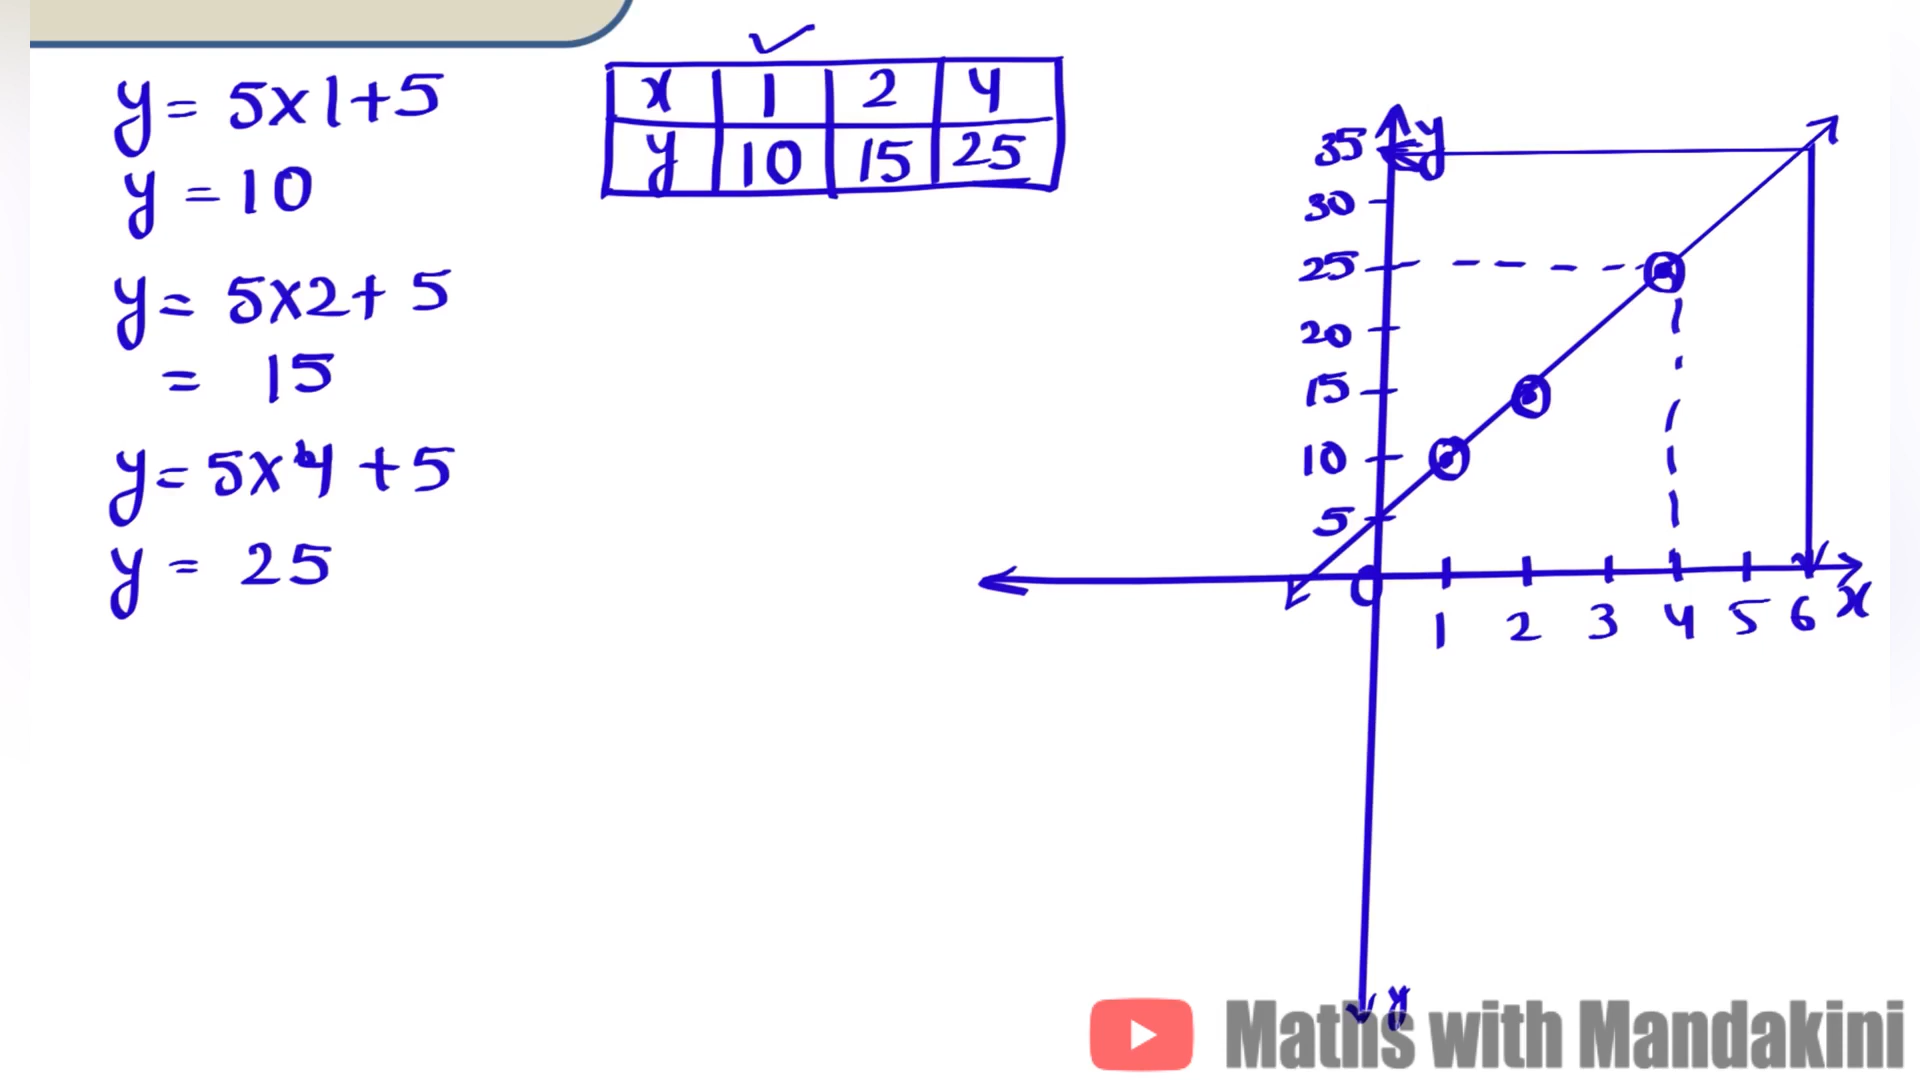 y = 5x1+5
y = 10
y = 5x2+ 5
= 15
y = 5x4 +5
y = 25
x 1 2 4
y 10 15 25
y
35
30
25
20
15
10
5
0
1 2 3 4 5 6 x
y
Maths with Mandakini